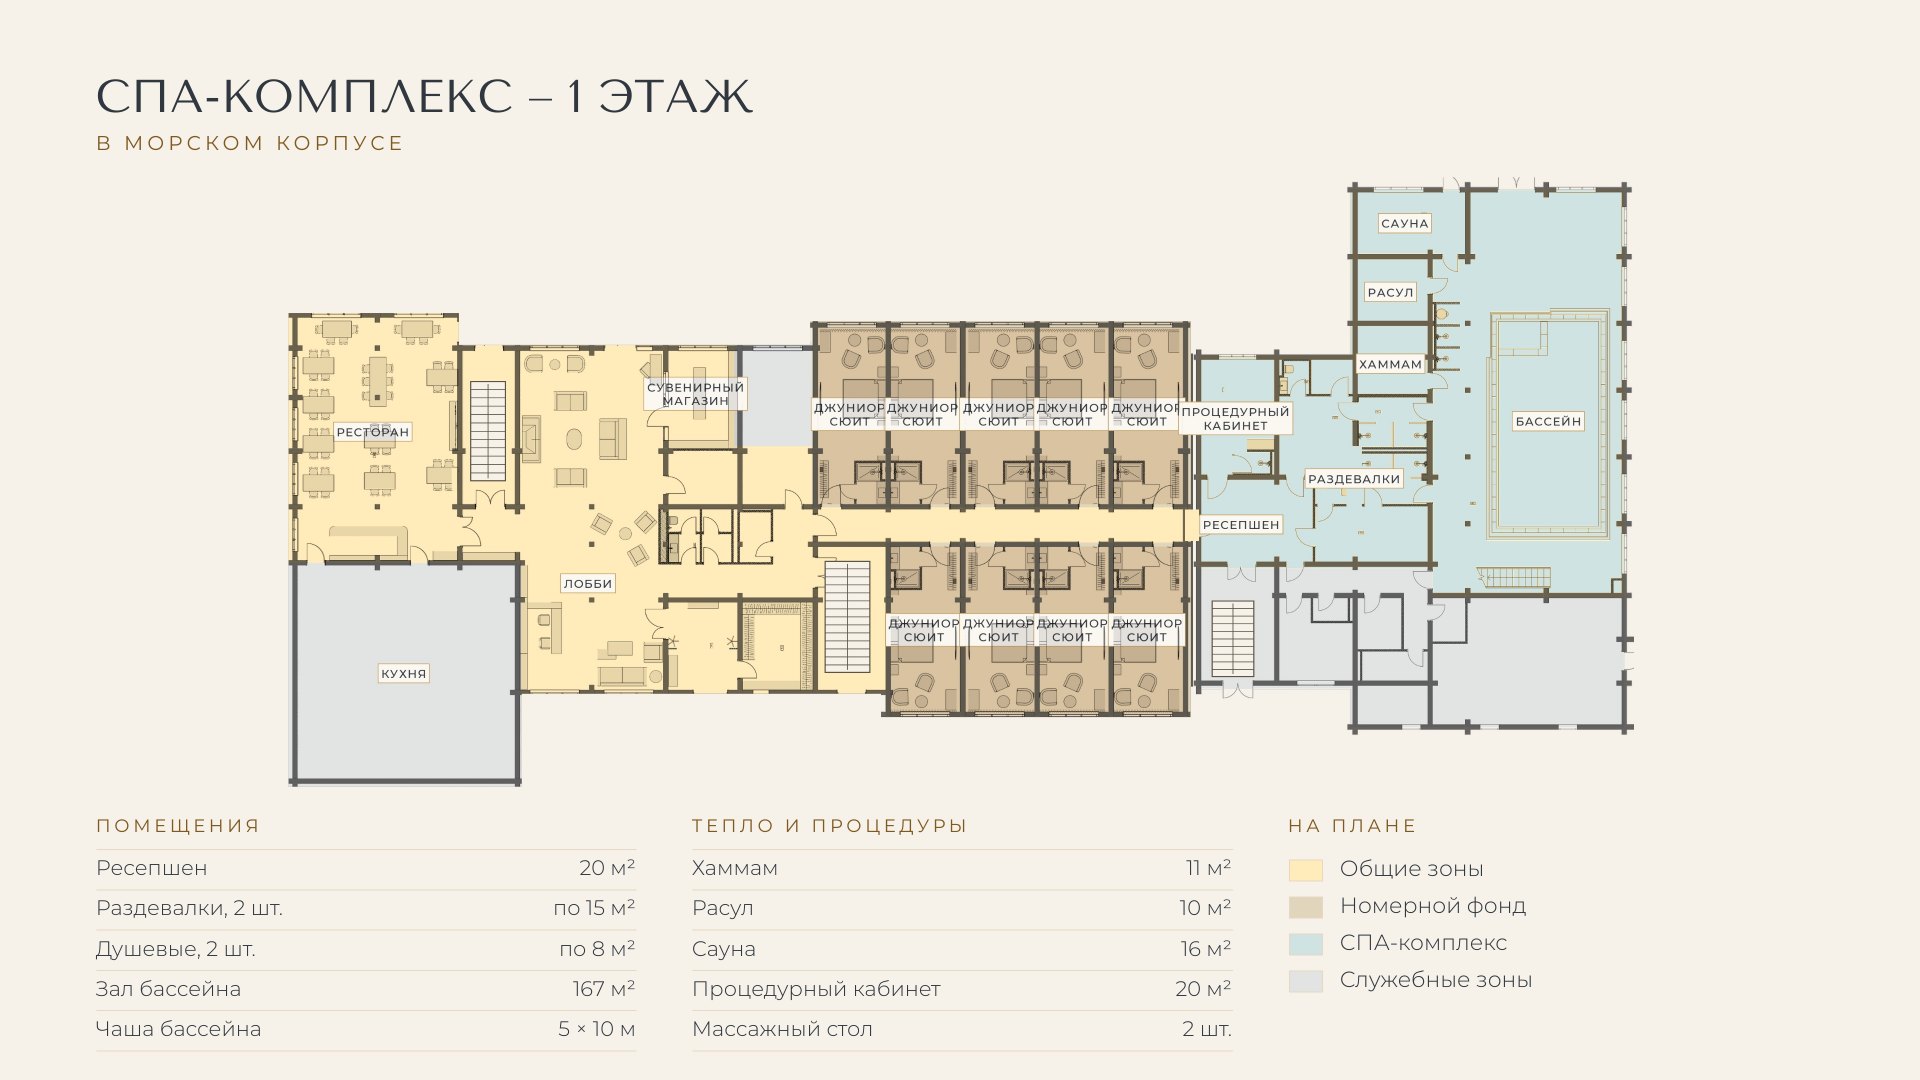 СПА-КОМПЛЕКС – 1 ЭТАЖ
В МОРСКОМ КОРПУСЕ
САУНА
РАСУЛ
ХАММАМ
СУВЕНИРНЫЙ
МАГАЗИН
ДЖУНИОР
СЮИТ
ДЖУНИОР
СЮИТ
ДЖУНИОР
СЮИТ
ДЖУНИОР
СЮИТ
ДЖУНИОР
СЮИТ
ПРОЦЕДУРНЫЙ
КАБИНЕТ
БАССЕЙН
РЕСТОРАН
РАЗДЕВАЛКИ
РЕСЕПШЕН
ЛОББИ
ДЖУНИОР
СЮИТ
ДЖУНИОР
СЮИТ
ДЖУНИОР
СЮИТ
ДЖУНИОР
СЮИТ
КУХНЯ
ПОМЕЩЕНИЯ
Ресепшен 20 м²
Раздевалки, 2 шт. по 15 м²
Душевые, 2 шт. по 8 м²
Зал бассейна 167 м²
Чаша бассейна 5 × 10 м
ТЕПЛО И ПРОЦЕДУРЫ
Хаммам 11 м²
Расул 10 м²
Сауна 16 м²
Процедурный кабинет 20 м²
Массажный стол 2 шт.
НА ПЛАНЕ
Общие зоны
Номерной фонд
СПА-комплекс
Служебные зоны